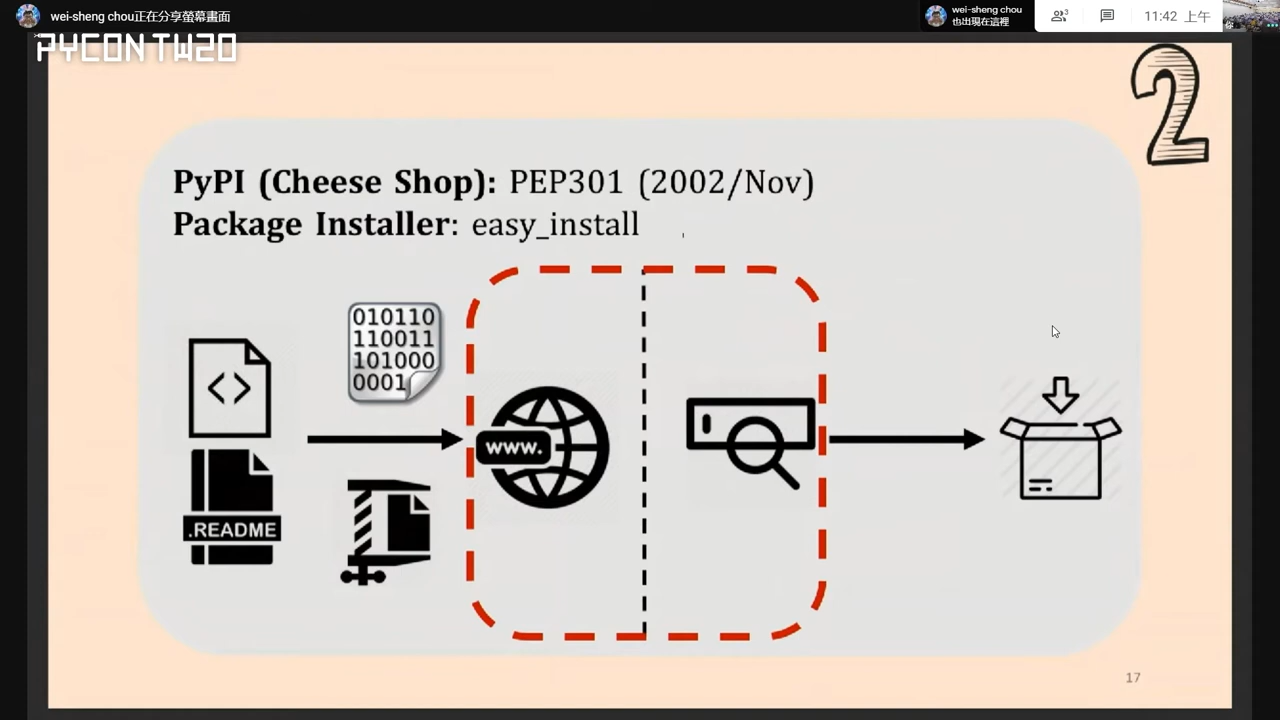 wei-sheng chou正在分享螢幕畫面
wei-sheng chou
也出現在這裡
3
11:42 上午
你
PYCON TW20
2
PyPI (Cheese Shop): PEP301 (2002/Nov)
Package Installer: easy_install
010110
110011
101000
0001
www.
.README
17